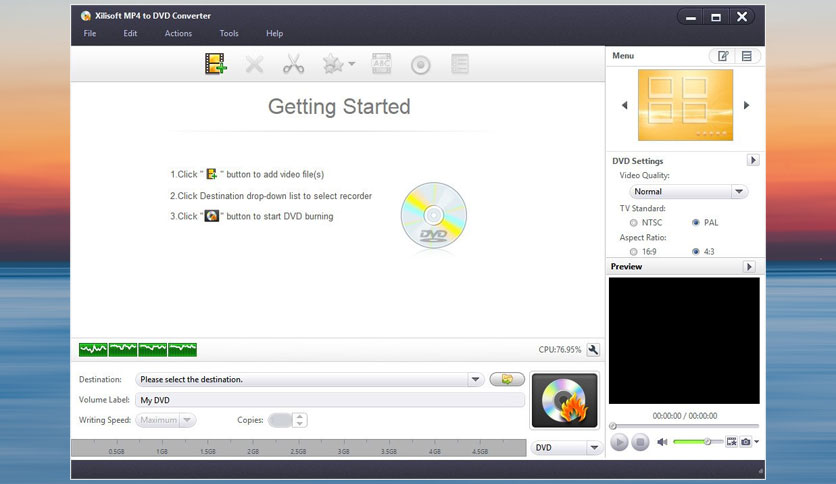 Xilisoft MP4 to DVD Converter
File Edit Actions Tools Help
Getting Started
1.Click " " button to add video file(s)
2.Click Destination drop-down list to select recorder
3.Click " " button to start DVD burning
DVD
CPU:76.95%
Destination: Please select the destination.
Volume Label: My DVD
Writing Speed: Maximum Copies:
0.5GB 1GB 1.5GB 2GB 2.5GB 3GB 3.5GB 4GB 4.5GB
DVD
Menu
DVD Settings
Video Quality:
Normal
TV Standard:
NTSC PAL
Aspect Ratio:
16:9 4:3
Preview
00:00:00 / 00:00:00